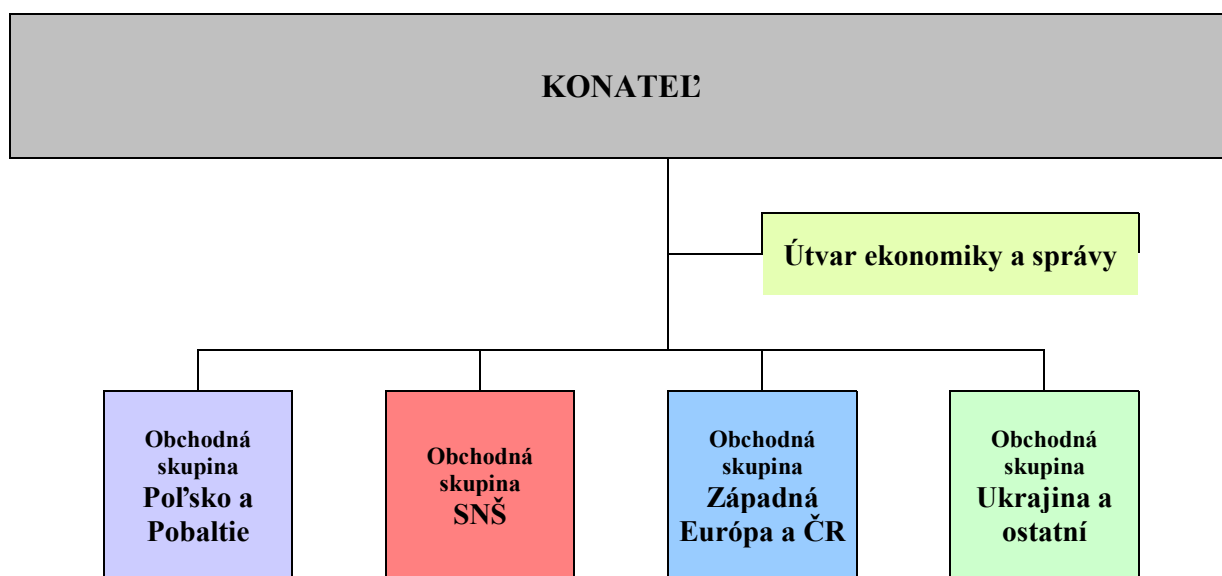 KONATEĽ
Útvar ekonomiky a správy
Obchodná
skupina
Poľsko a
Pobaltie
Obchodná
skupina
SNŠ
Obchodná
skupina
Západná
Európa a ČR
Obchodná
skupina
Ukrajina a
ostatní